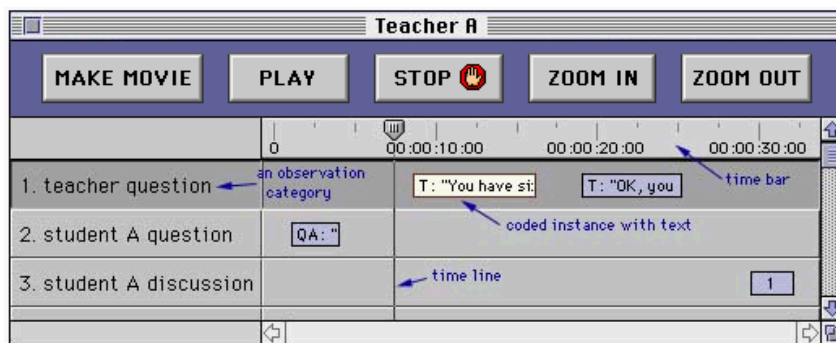 Teacher A
MAKE MOVIE PLAY STOP ZOOM IN ZOOM OUT
0 00:00:10:00 00:00:20:00 00:00:30:00
1. teacher question an observation category T: "You have si: T: "OK, you time bar
coded instance with text
2. student A question QA: "
3. student A discussion time line 1